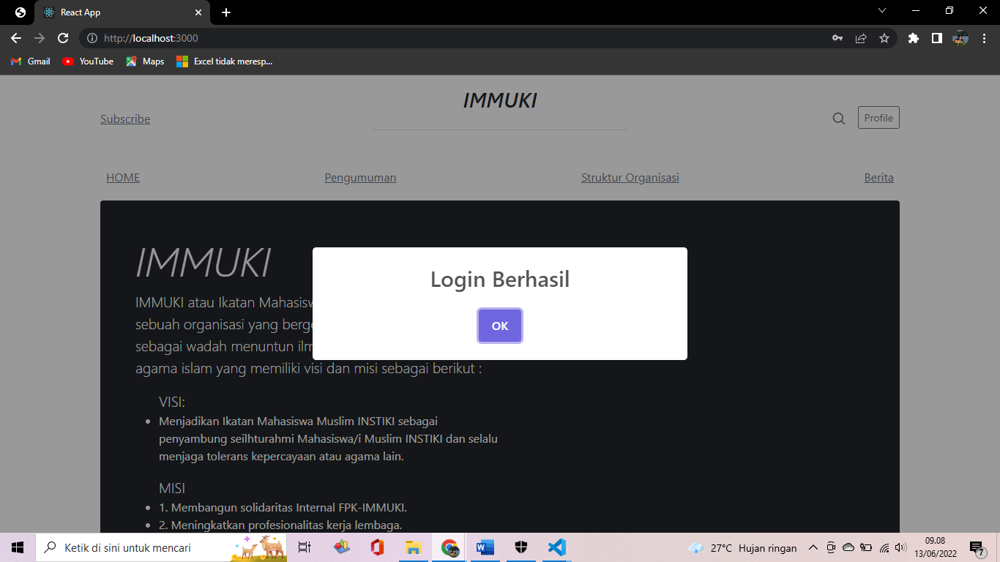 React App
http://localhost:3000
Gmail YouTube Maps Excel tidak meresp...
IMMUKI
Subscribe
Profile
HOME Pengumuman Struktur Organisasi Berita
IMMUKI
IMMUKI atau Ikatan Mahasisw
sebuah organisasi yang berge
sebagai wadah menuntun ilm
agama islam yang memiliki visi dan misi sebagai berikut :
Login Berhasil
OK
VISI:
Menjadikan Ikatan Mahasiswa Muslim INSTIKI sebagai
penyambung seilhturahmi Mahasiswa/i Muslim INSTIKI dan selalu
menjaga tolerans kepercayaan atau agama lain.
MISI
1. Membangun solidaritas Internal FPK-IMMUKI.
2. Meningkatkan profesionalitas kerja lembaga.
Ketik di sini untuk mencari
27°C Hujan ringan
09.08
13/06/2022
7